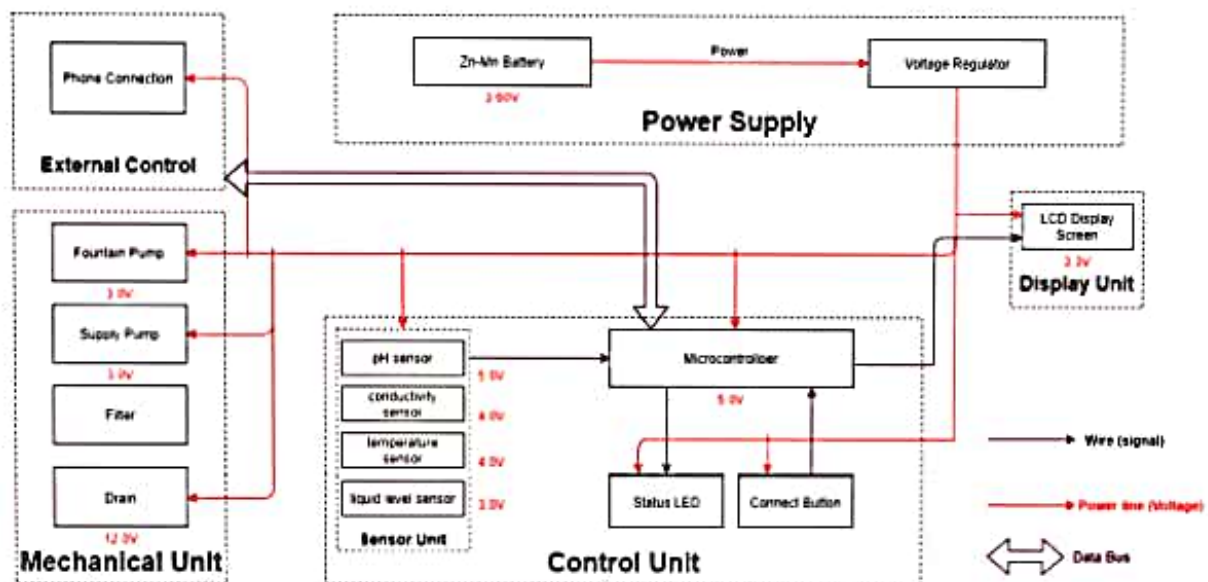 Phone Connection
External Control
Zn-Mn Battery
Power
Voltage Regulator
Power Supply
Fountain Pump
3.0V
Supply Pump
3.0V
Filter
Drain
12.0V
Mechanical Unit
LCD Display
Screen
3.3V
Display Unit
pH sensor
5.0V
conductivity
sensor
4.0V
temperature
sensor
4.0V
liquid level sensor
3.0V
Sensor Unit
Microcontroller
5.0V
Status LED
Connect Button
Control Unit
Wire (signal)
Power line (Voltage)
Data Bus